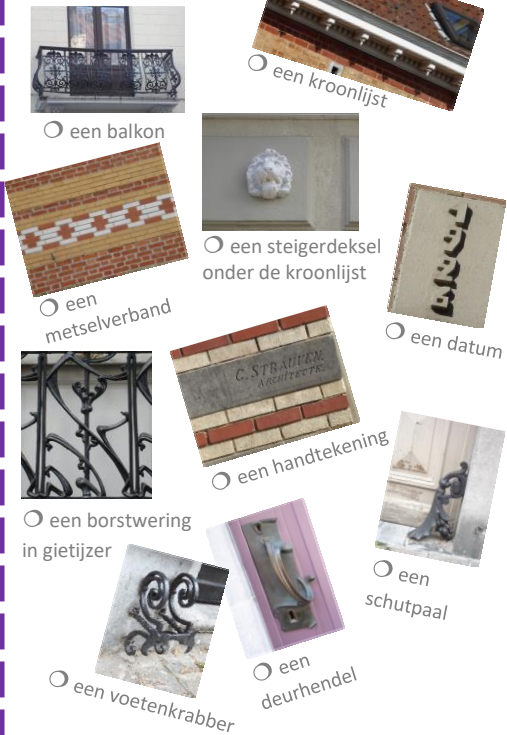 een kroonlijst
een balkon
een steigerdeksel
onder de kroonlijst
een
metselverband
een datum
C. STRAUVEN.
ARCHITECTE.
een handtekening
een borstwering
in gietijzer
een
schutpaal
een
deurhendel
een voetenkrabber